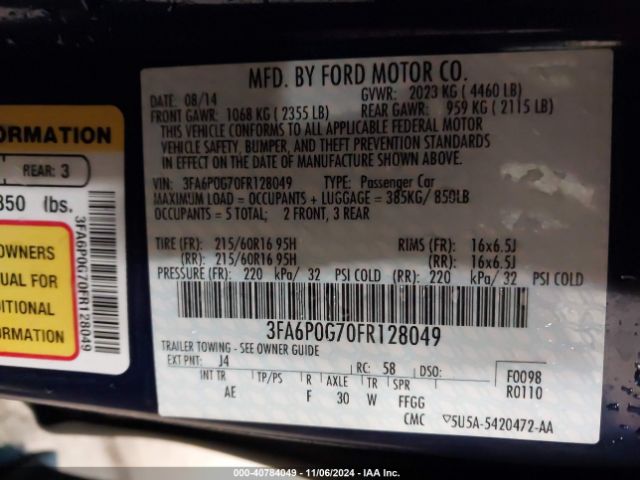 MFD. BY FORD MOTOR CO.
DATE: 08/14 GVWR: 2023 KG ( 4460 LB)
FRONT GAWR: 1068 KG ( 2355 LB) REAR GAWR: 959 KG ( 2115 LB)
THIS VEHICLE CONFORMS TO ALL APPLICABLE FEDERAL MOTOR
VEHICLE SAFETY, BUMPER, AND THEFT PREVENTION STANDARDS
IN EFFECT ON THE DATE OF MANUFACTURE SHOWN ABOVE.
VIN: 3FA6P0G70FR128049 TYPE: Passenger Car
MAXIMUM LOAD = OCCUPANTS + LUGGAGE = 385KG/ 850LB
OCCUPANTS = 5 TOTAL; 2 FRONT, 3 REAR
TIRE (FR): 215/60R16 95H RIMS (FR): 16x6.5J
(RR): 215/60R16 95H (RR): 16x6.5J
PRESSURE (FR): 220 kPa/ 32 PSI COLD (RR): 220 kPa/ 32 PSI COLD
3FA6P0G70FR128049
TRAILER TOWING - SEE OWNER GUIDE
EXT PNT: J4 RC: 58 DSO: F0098
INT TR TP/PS R AXLE TR SPR R0110
AE F 30 W FFGG
CMC ▽5U5A-5420472-AA
ORMATION
REAR: 3
850 lbs.
OWNERS
UAL FOR
DITIONAL
FORMATION
3FA6P0G70FR128049
000-40784049 - 11/06/2024 - IAA Inc.